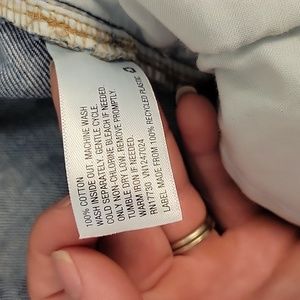 100% COTTON
WASH INSIDE OUT. MACHINE WASH
COLD SEPARATELY. GENTLE CYCLE.
ONLY NON-CHLORINE BLEACH IF NEEDED.
TUMBLE DRY LOW. REMOVE PROMPTLY.
WARM IRON IF NEEDED.
RN17730 VN1247024
LABEL MADE FROM 100% RECYCLED PLASTIC